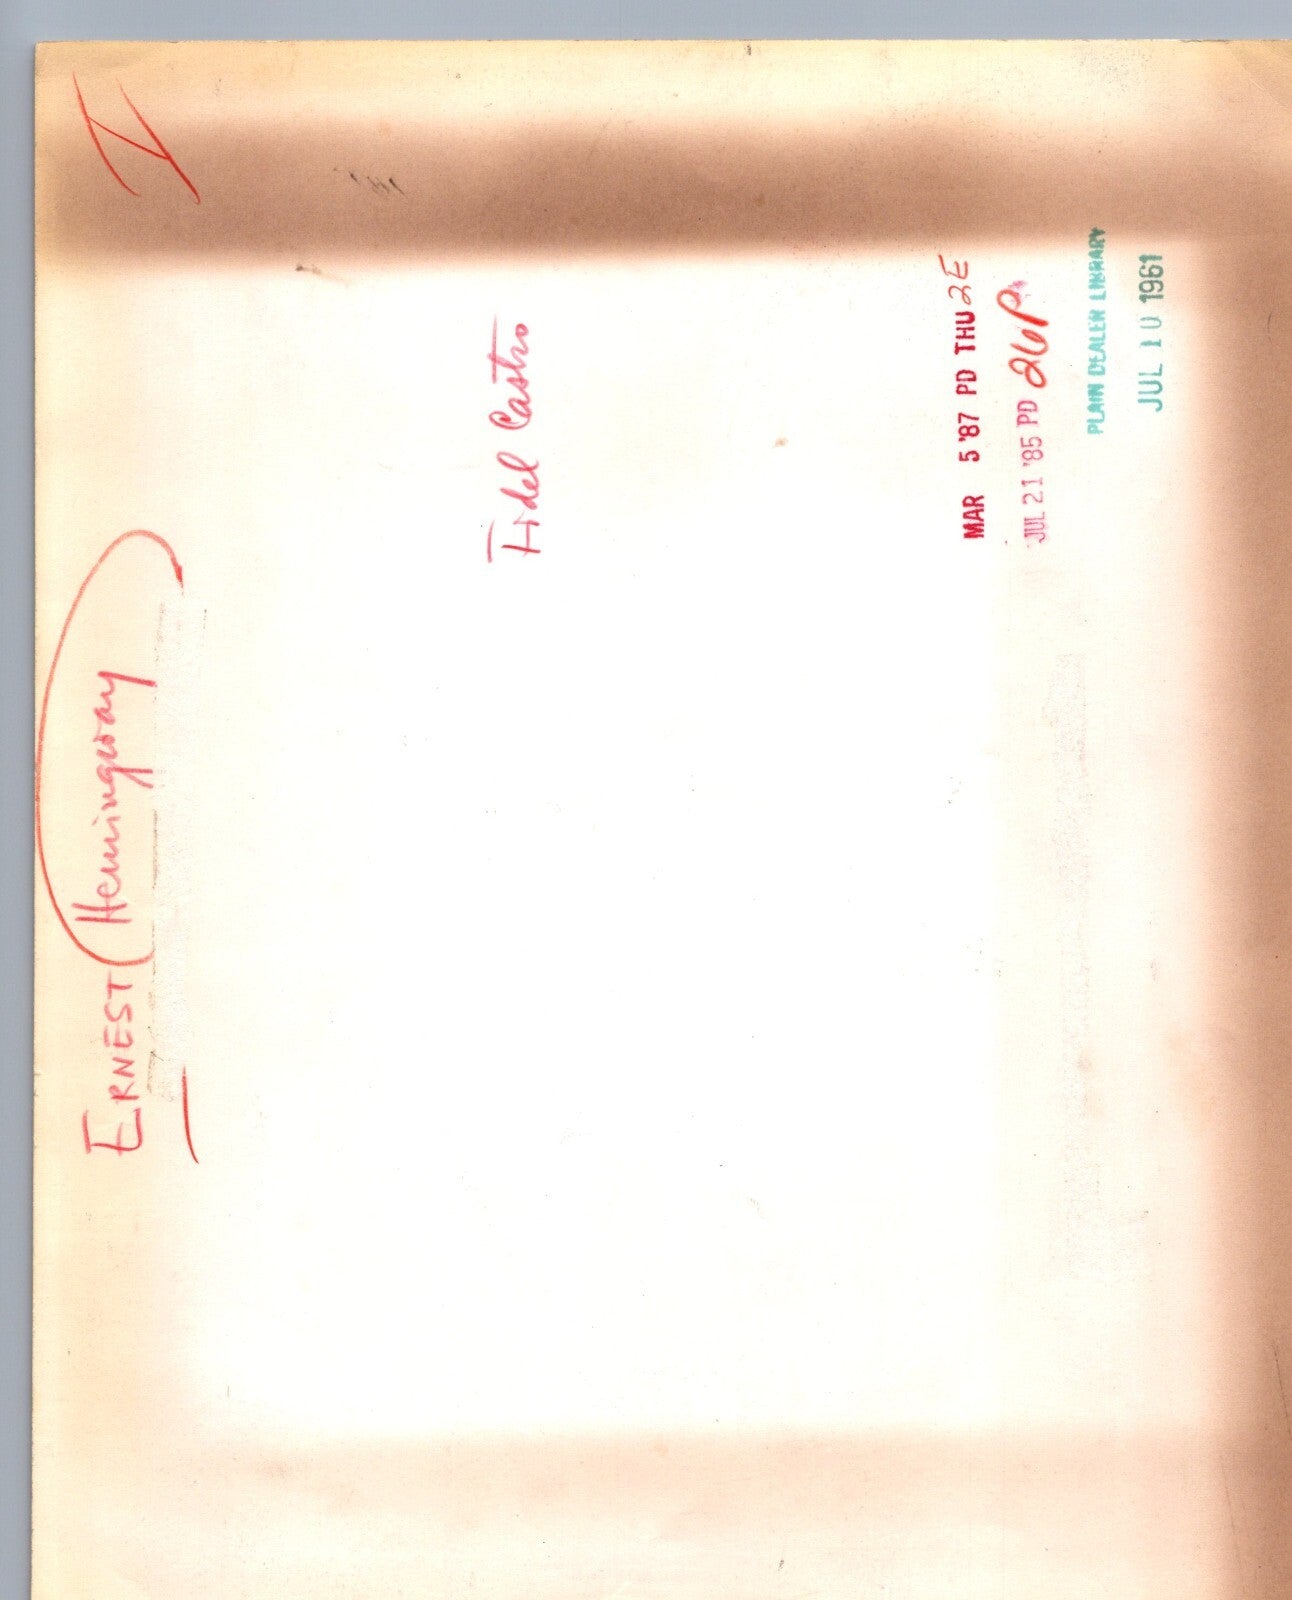 I
ERNEST Hemingway
Fidel Castro
MAR 5 '87 PD THU 2E
JUL 21 '85 PD 26P
PLAIN DEALER LIBRARY
JUL 10 1961